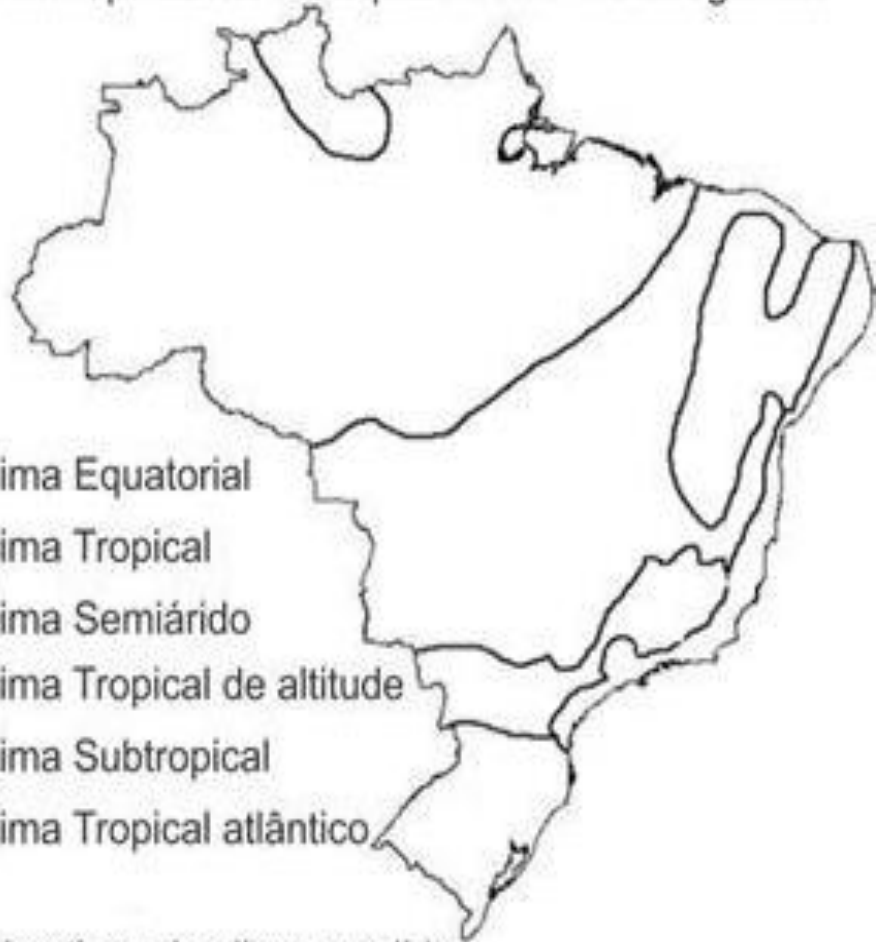 ima Equatorial
ima Tropical
ima Semiárido
ima Tropical de altitude
ima Subtropical
ima Tropical atlântico